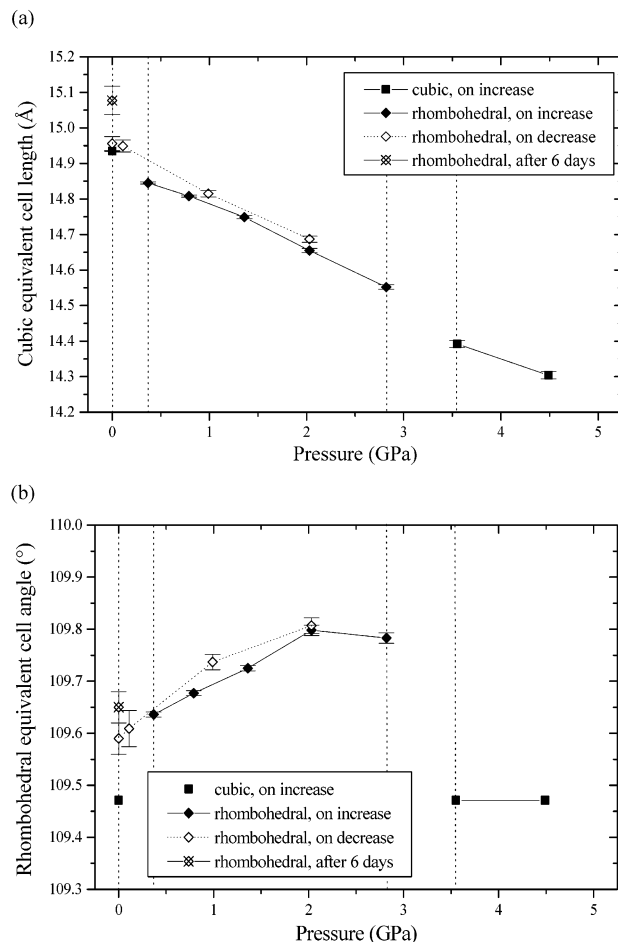 (a)
15.2
15.1
15.0
14.9
14.8
14.7
14.6
14.5
14.4
14.3
14.2
Cubic equivalent cell length (Å)
cubic, on increase
rhombohedral, on increase
rhombohedral, on decrease
rhombohedral, after 6 days
0 1 2 3 4 5
Pressure (GPa)
(b)
110.0
109.9
109.8
109.7
109.6
109.5
109.4
109.3
Rhombohedral equivalent cell angle (°)
cubic, on increase
rhombohedral, on increase
rhombohedral, on decrease
rhombohedral, after 6 days
0 1 2 3 4 5
Pressure (GPa)